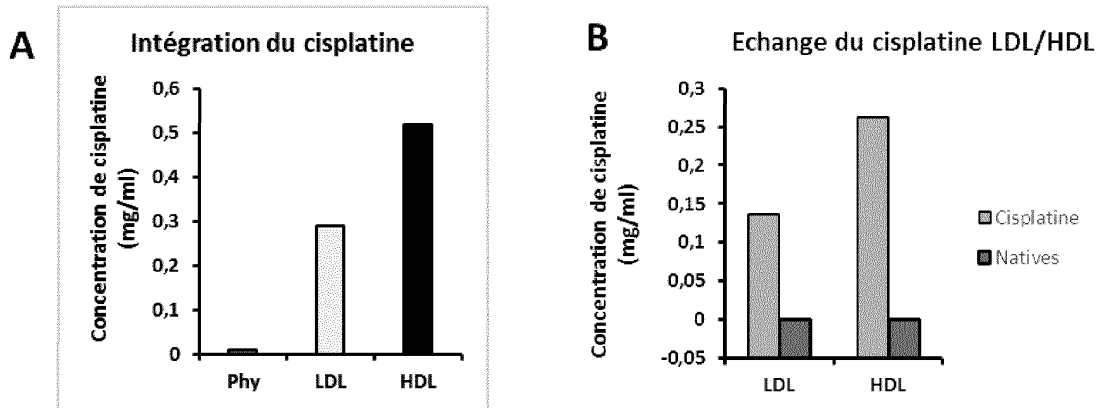 A
Intégration du cisplatine
Concentration de cisplatine
(mg/ml)
0,6
0,5
0,4
0,3
0,2
0,1
0
Phy
LDL
HDL
B
Echange du cisplatine LDL/HDL
Concentration de cisplatine
(mg/ml)
0,3
0,25
0,2
0,15
0,1
0,05
0
-0,05
LDL
HDL
Cisplatine
Natives